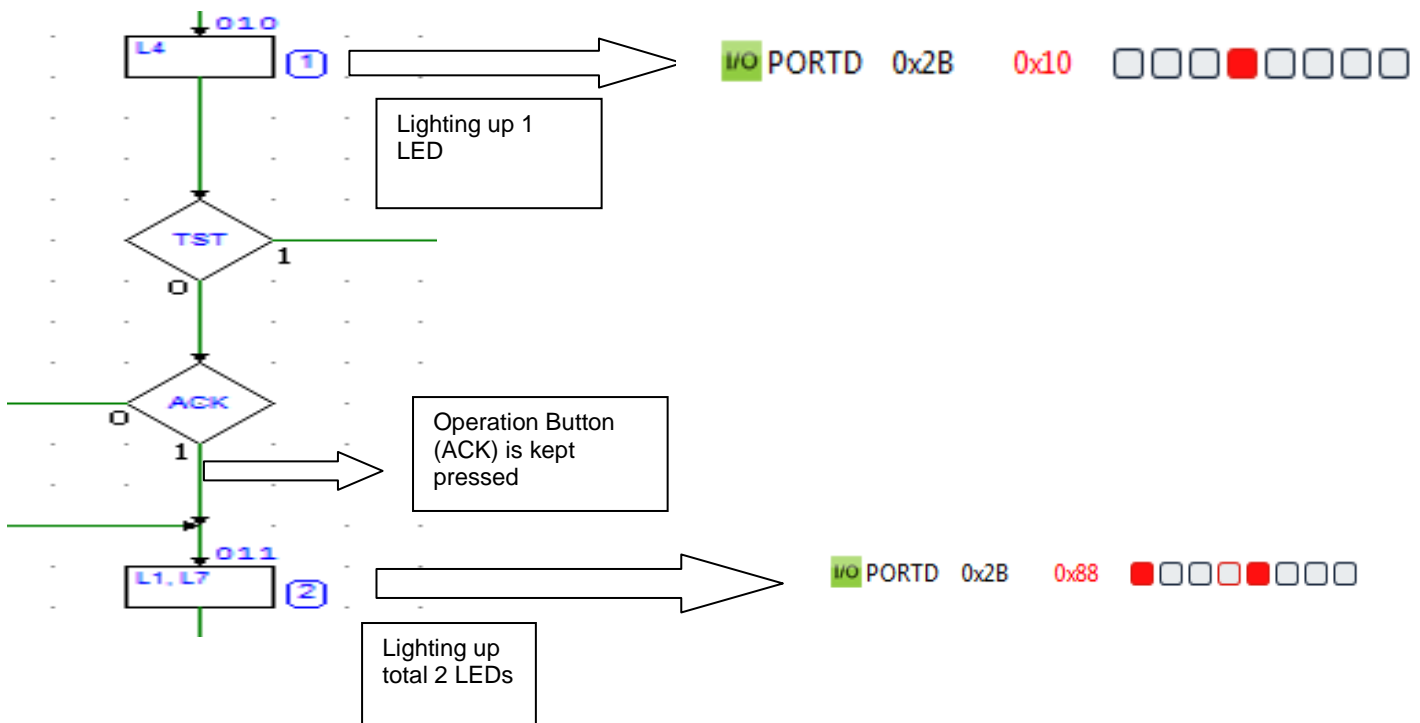 010
L4
1
I/O PORTD 0x2B 0x10
Lighting up 1
LED
TST
1
0
ACK
0
1
Operation Button
(ACK) is kept
pressed
011
L1, L7
2
I/O PORTD 0x2B 0x88
Lighting up
total 2 LEDs